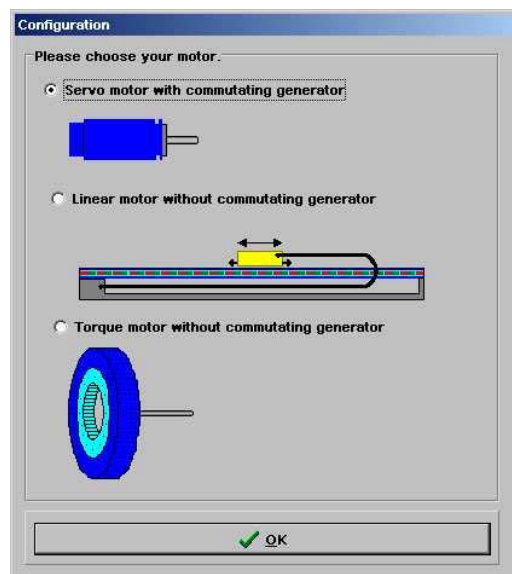 Configuration
Please choose your motor.
Servo motor with commutating generator
Linear motor without commutating generator
Torque motor without commutating generator
OK